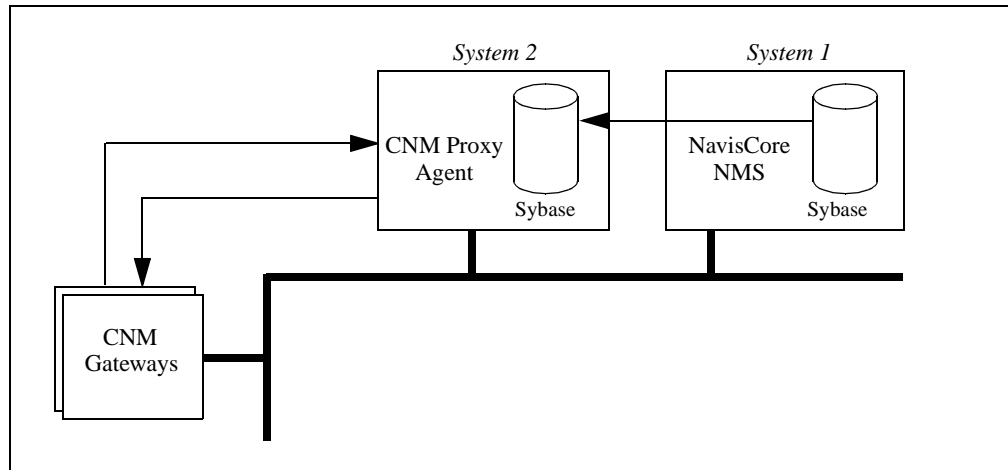 System 2
System 1
CNM Proxy
Agent
Sybase
NavisCore
NMS
Sybase
CNM
Gateways